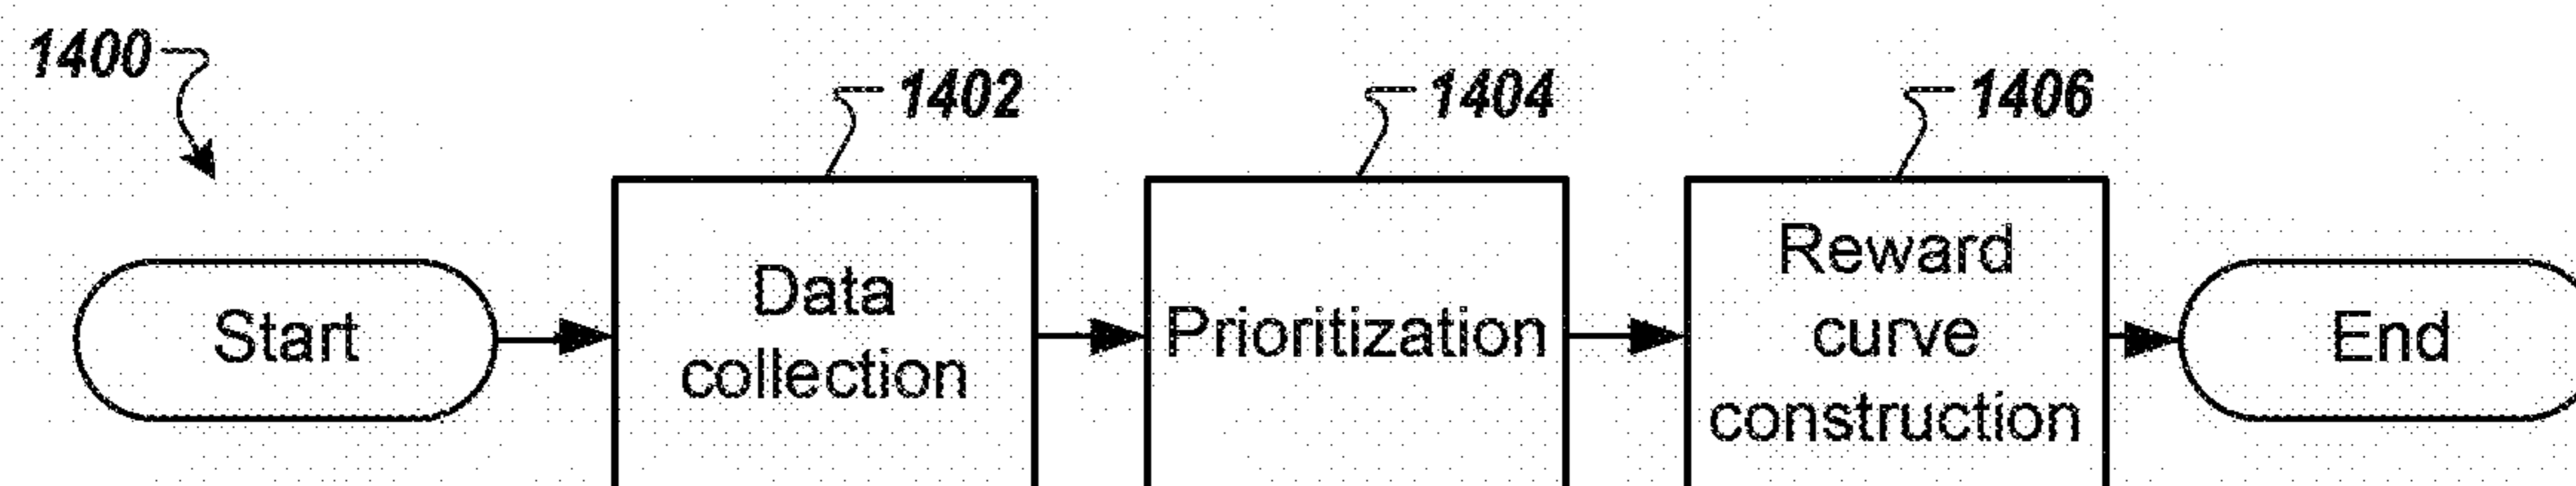 1400
1402
1404
1406
Start
Data
collection
Prioritization
Reward
curve
construction
End